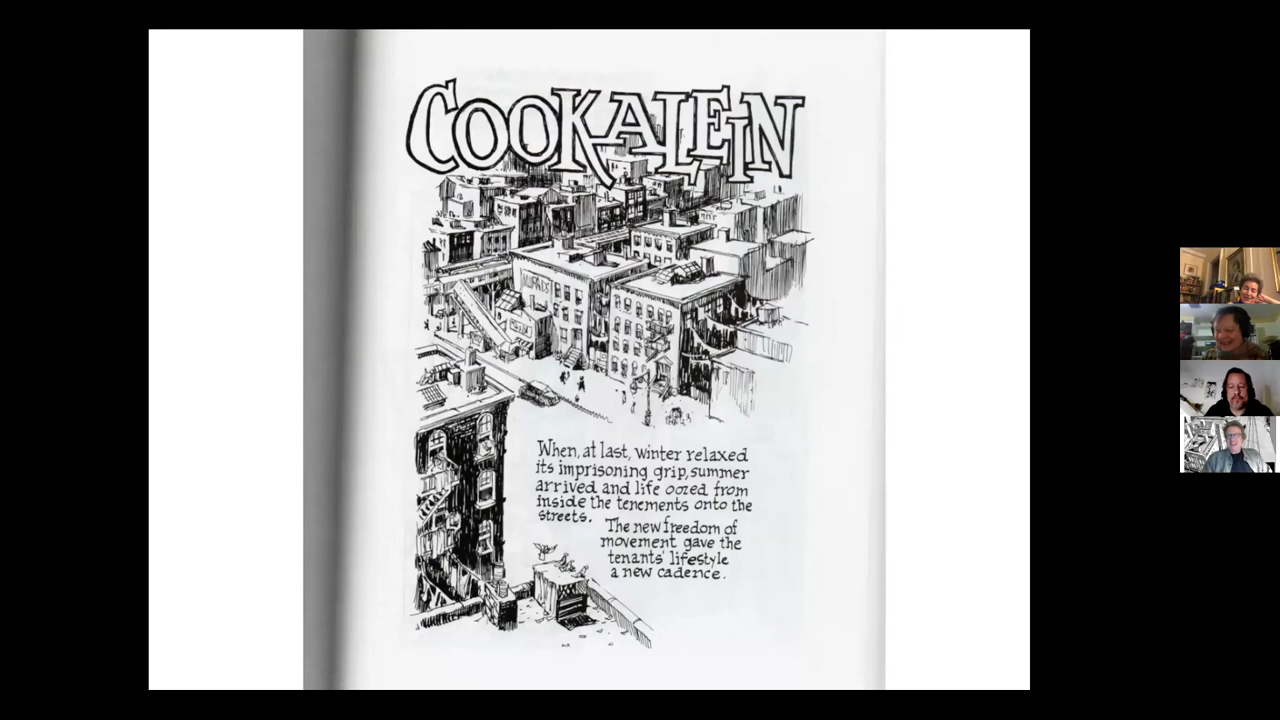 COOKALEIN
When, at last, winter relaxed
its imprisoning grip, summer
arrived and life oozed from
inside the tenements onto the
streets.
The new freedom of
movement gave the
tenants' lifestyle
a new cadence.